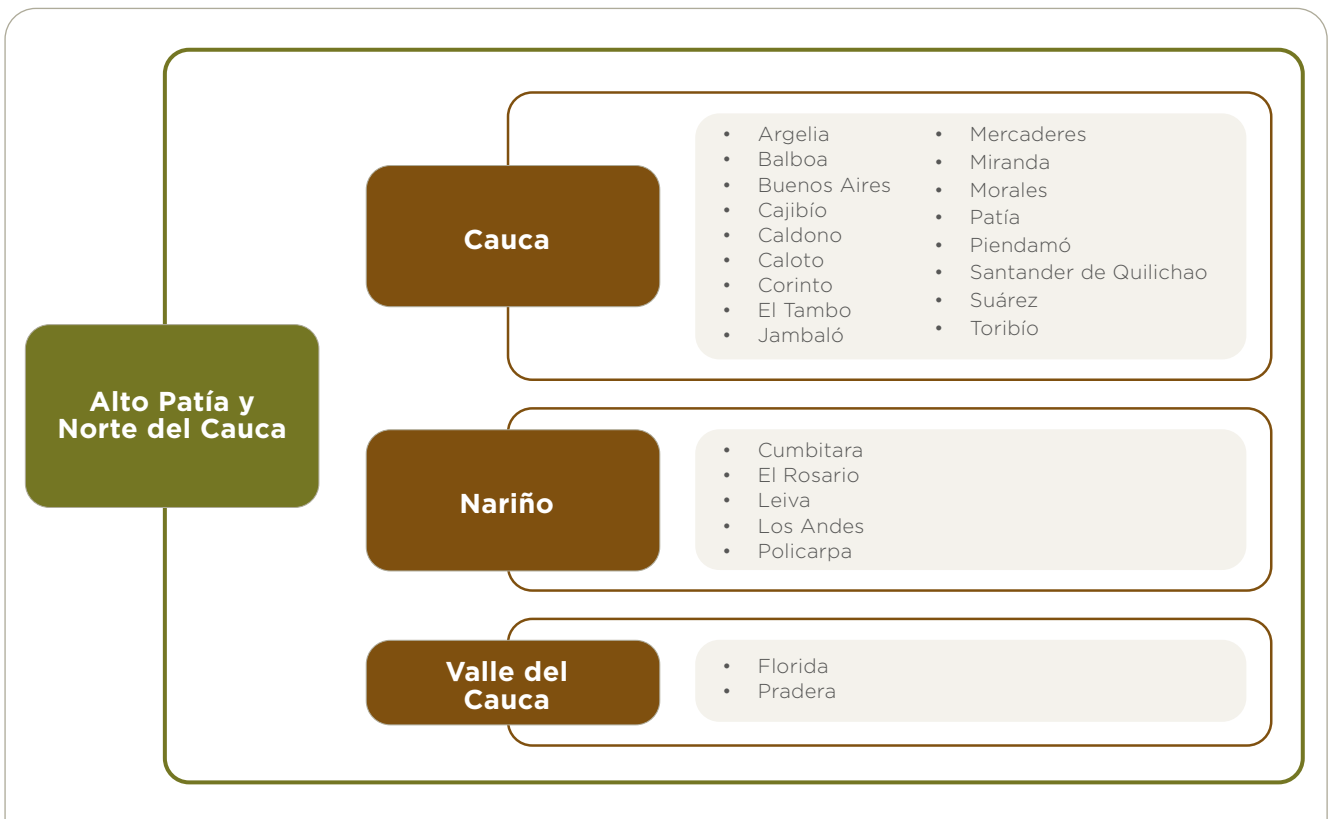 Alto Patía y
Norte del Cauca
Cauca
• Argelia
• Balboa
• Buenos Aires
• Cajibío
• Caldono
• Caloto
• Corinto
• El Tambo
• Jambaló
• Mercaderes
• Miranda
• Morales
• Patía
• Piendamó
• Santander de Quilichao
• Suárez
• Toribío
Nariño
• Cumbitara
• El Rosario
• Leiva
• Los Andes
• Policarpa
Valle del
Cauca
• Florida
• Pradera